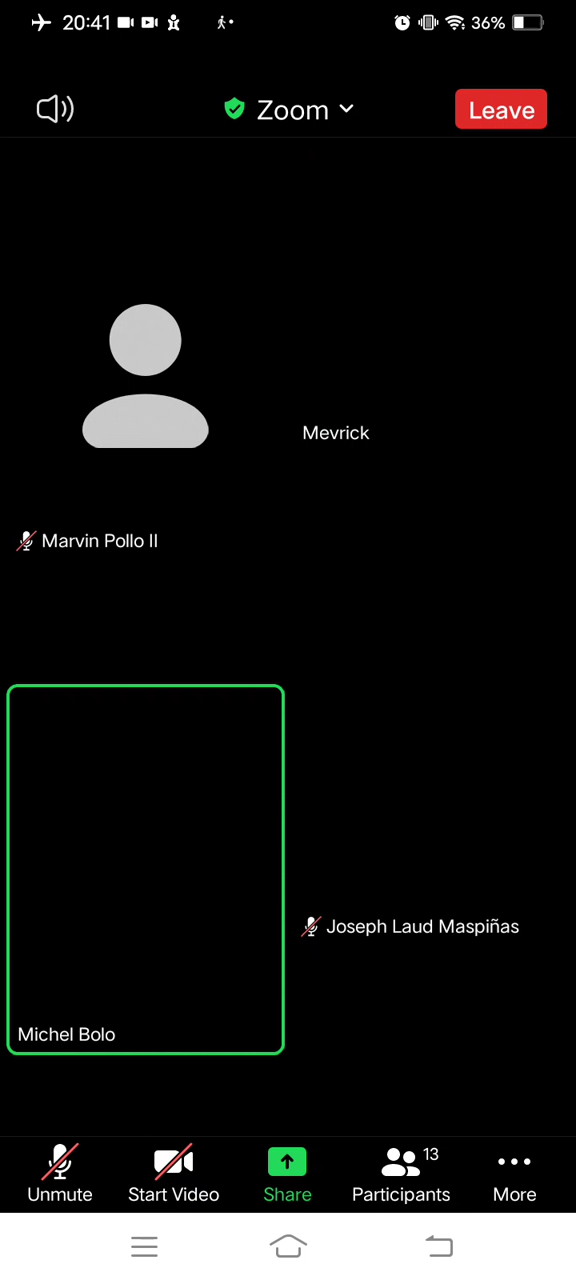 20:41
36%
Zoom
Leave
Mevrick
Marvin Pollo II
Joseph Laud Maspiñas
Michel Bolo
13
Unmute
Start Video
Share
Participants
More